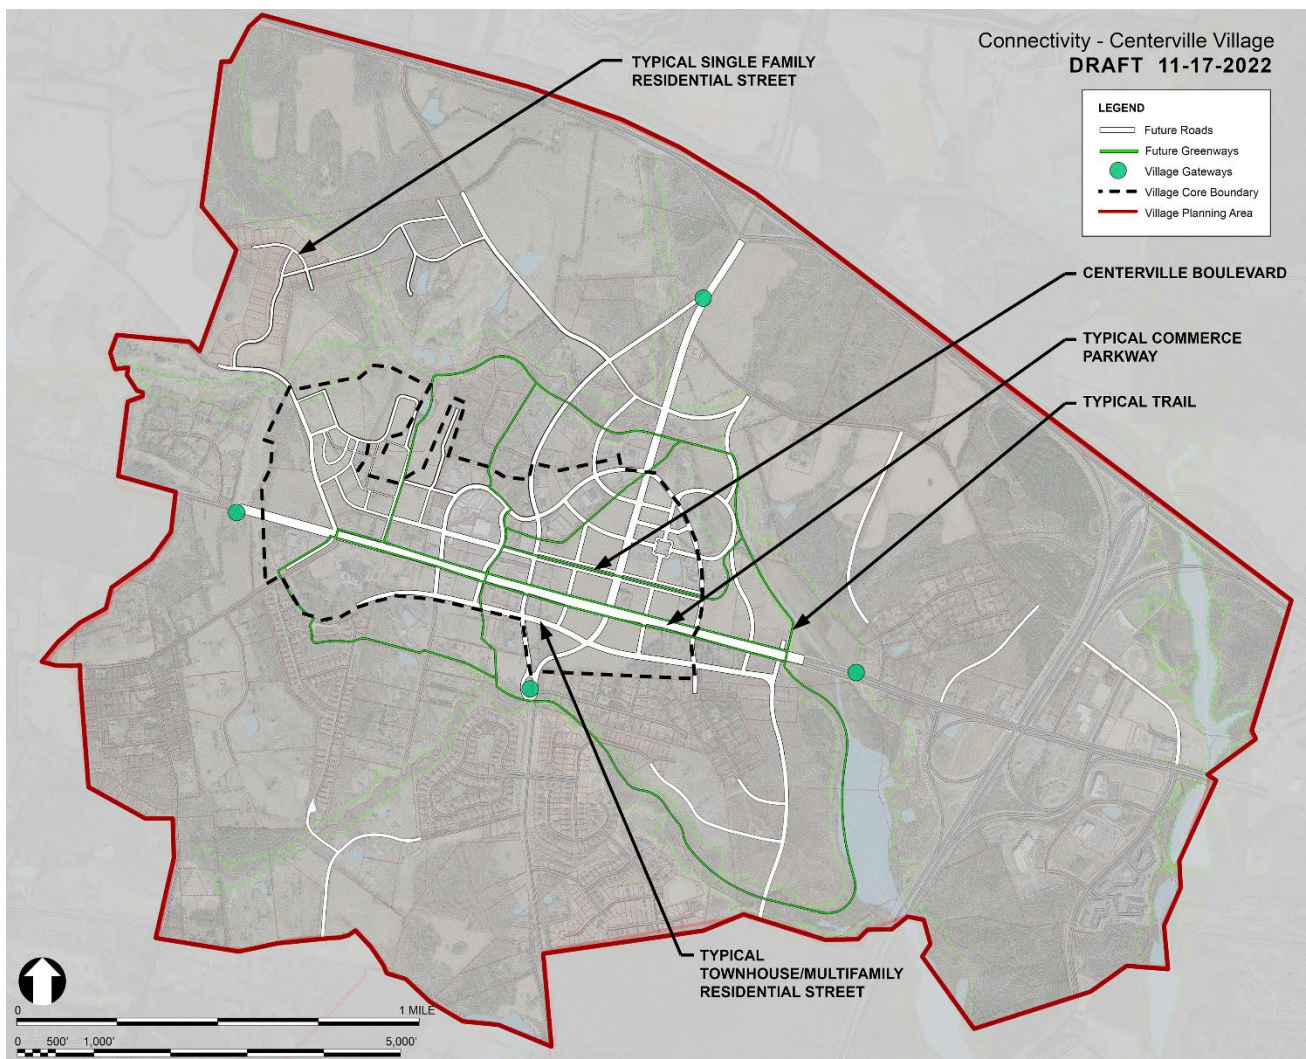 Connectivity - Centerville Village
DRAFT 11-17-2022
LEGEND
Future Roads
Future Greenways
Village Gateways
Village Core Boundary
Village Planning Area
TYPICAL SINGLE FAMILY
RESIDENTIAL STREET
CENTERVILLE BOULEVARD
TYPICAL COMMERCE
PARKWAY
TYPICAL TRAIL
TYPICAL
TOWNHOUSE/MULTIFAMILY
RESIDENTIAL STREET
0 1 MILE
0 500' 1,000' 5,000'